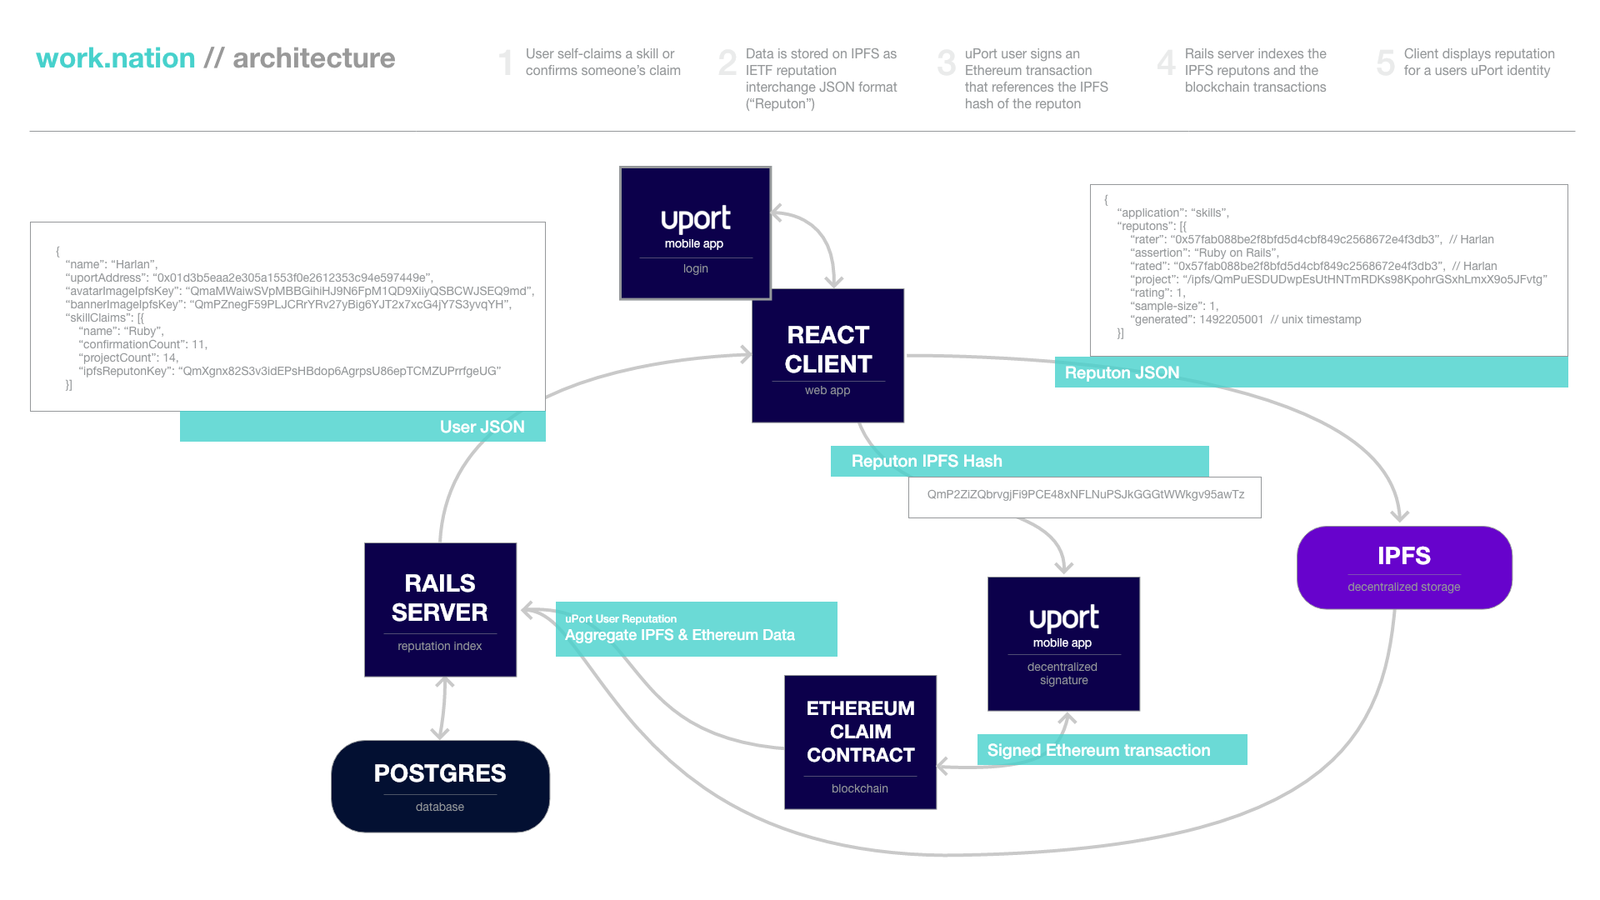 work.nation // architecture
1 User self-claims a skill or
confirms someone's claim
2 Data is stored on IPFS as
IETF reputation
interchange JSON format
("Reputon")
3 uPort user signs an
Ethereum transaction
that references the IPFS
hash of the reputon
4 Rails server indexes the
IPFS reputons and the
blockchain transactions
5 Client displays reputation
for a users uPort identity
uport
mobile app
login
{
"application": "skills",
"reputons": [{
"rater": "0x57fab088be2f8bfd5d4cbf849c2568672e4f3db3", // Harlan
"assertion": "Ruby on Rails",
"rated": "0x57fab088be2f8bfd5d4cbf849c2568672e4f3db3", // Harlan
"project": "/ipfs/QmPuESDUDwpEsUtHNTmRDKs98KpohrGSxhLmxX9o5JFvtg"
"rating": 1,
"sample-size": 1,
"generated": 1492205001 // unix timestamp
}]
Reputon JSON
{
"name": "Harlan",
"uportAddress": "0x01d3b5eaa2e305a1553f0e2612353c94e597449e",
"avatarImageIpfsKey": "QmaMWaiwSVpMBBGihiHJ9N6FpM1QD9XiiyQSBCWJSEQ9md",
"bannerImageIpfsKey": "QmPZnegF59PLJCRrYRv27yBig6YJT2x7xcG4jY7S3yvqYH",
"skillClaims": [{
"name": "Ruby",
"confirmationCount": 11,
"projectCount": 14,
"ipfsReputonKey": "QmXgnx82S3v3idEPsHBdop6AgrpsU86epTCMZUPrrfgeUG"
}]
User JSON
REACT
CLIENT
web app
Reputon IPFS Hash
QmP2ZiZQbrvgjFi9PCE48xNFLNuPSJkGGGtWWkgv95awTz
IPFS
decentralized storage
RAILS
SERVER
reputation index
uPort User Reputation
Aggregate IPFS & Ethereum Data
uport
mobile app
decentralized
signature
ETHEREUM
CLAIM
CONTRACT
blockchain
Signed Ethereum transaction
POSTGRES
database